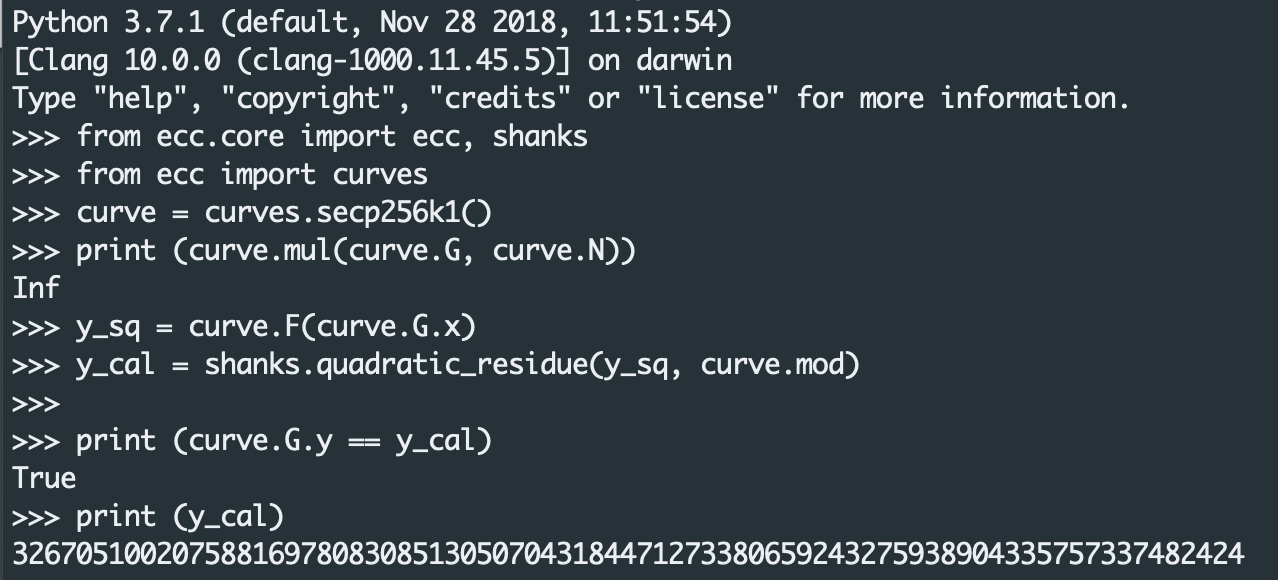 Python 3.7.1 (default, Nov 28 2018, 11:51:54)
[Clang 10.0.0 (clang-1000.11.45.5)] on darwin
Type "help", "copyright", "credits" or "license" for more information.
>>> from ecc.core import ecc, shanks
>>> from ecc import curves
>>> curve = curves.secp256k1()
>>> print (curve.mul(curve.G, curve.N))
Inf
>>> y_sq = curve.F(curve.G.x)
>>> y_cal = shanks.quadratic_residue(y_sq, curve.mod)
>>>
>>> print (curve.G.y == y_cal)
True
>>> print (y_cal)
32670510020758816978083085130507043184471273380659243275938904335757337482424